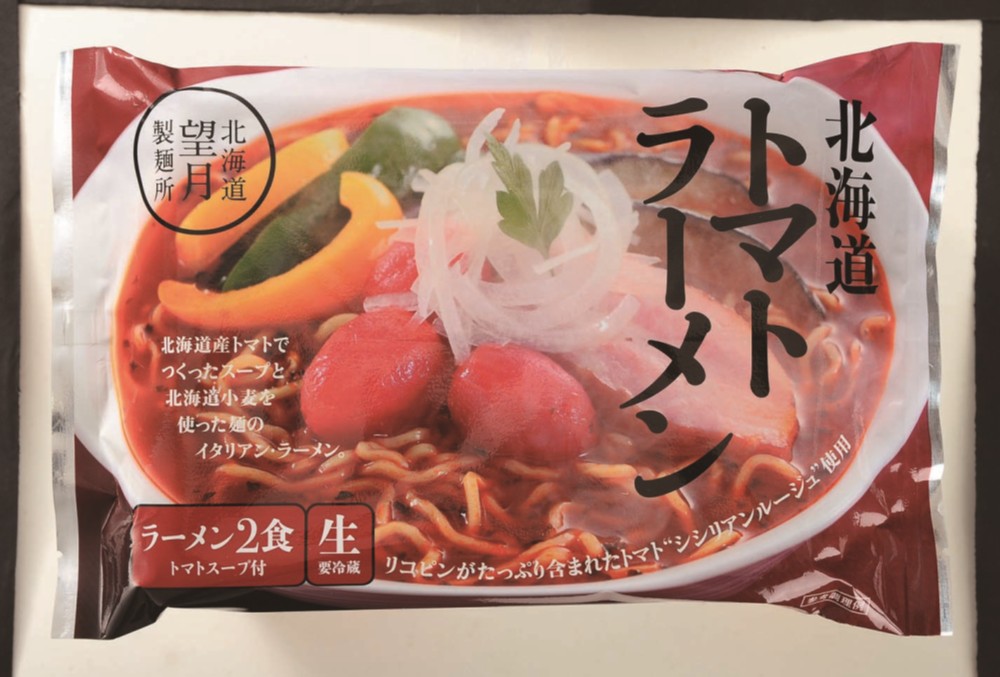 北海道
トマト
ラーメン
北海道
望月
製麺所
北海道産トマトで
つくったスープと
北海道小麦を
使った麺の
イタリアン・ラーメン。
ラーメン2食
トマトスープ付
生
要冷蔵
リコピンがたっぷり含まれたトマト“シシリアンルージュ”使用
参考調理例